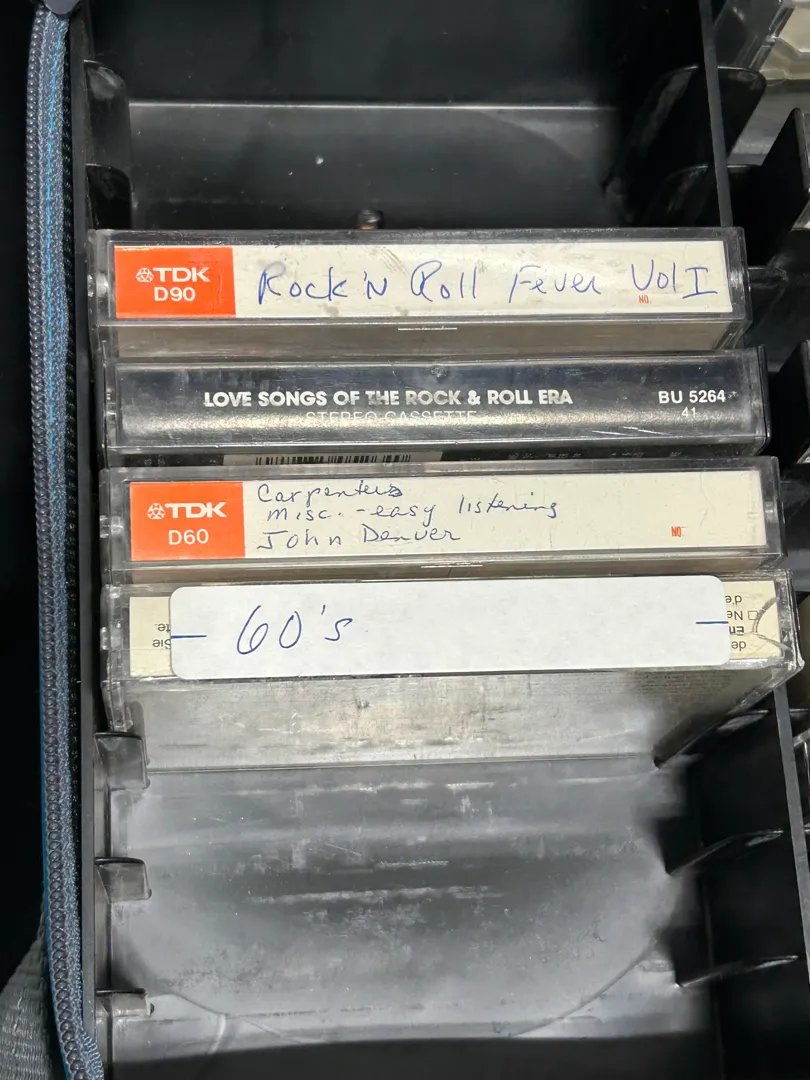 TDK
D90
Rock 'N Roll Fever Vol I
NO.
LOVE SONGS OF THE ROCK & ROLL ERA
STEREO CASSETTE
BU 5264
41
TDK
D60
Carpenters
misc. - easy listening
John Denver
NO.
60's